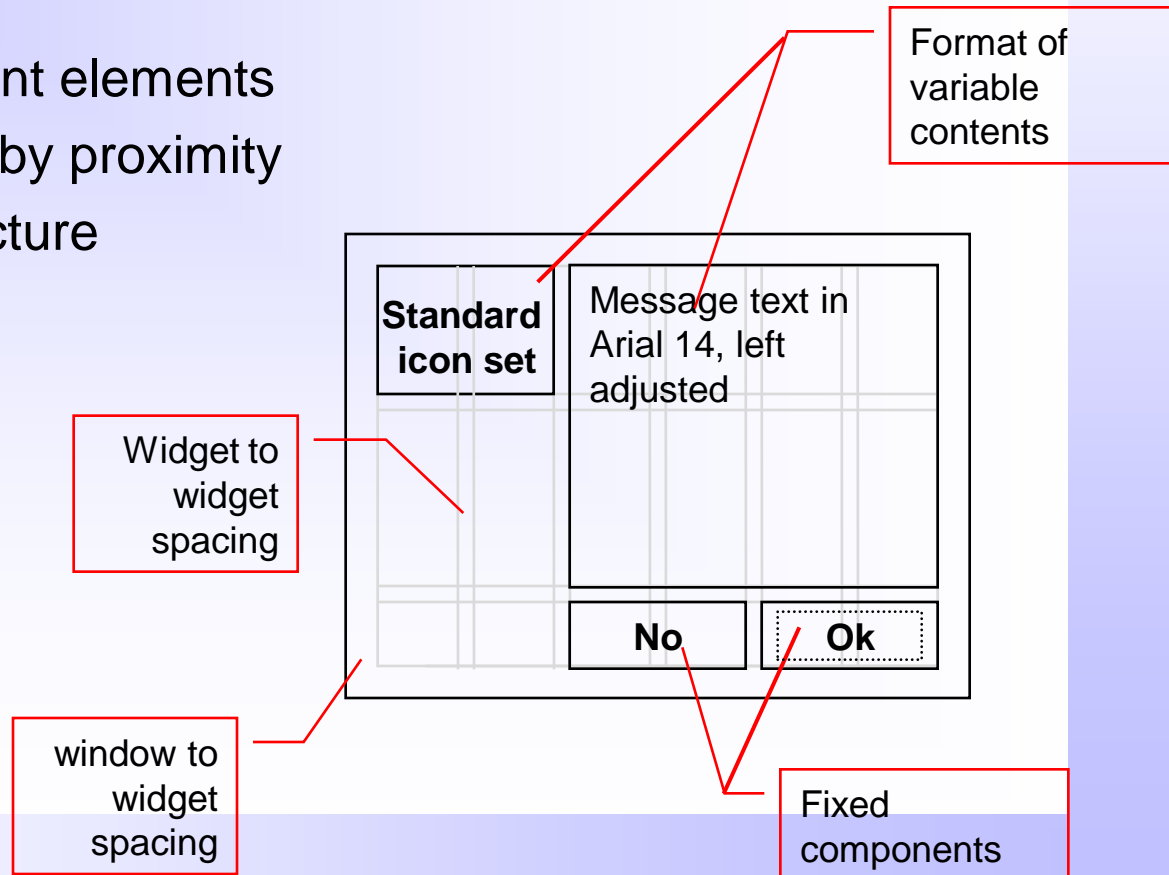 nt elements
by proximity
cture
Format of
variable
contents
Standard
icon set
Message text in
Arial 14, left
adjusted
Widget to
widget
spacing
No
Ok
window to
widget
spacing
Fixed
components